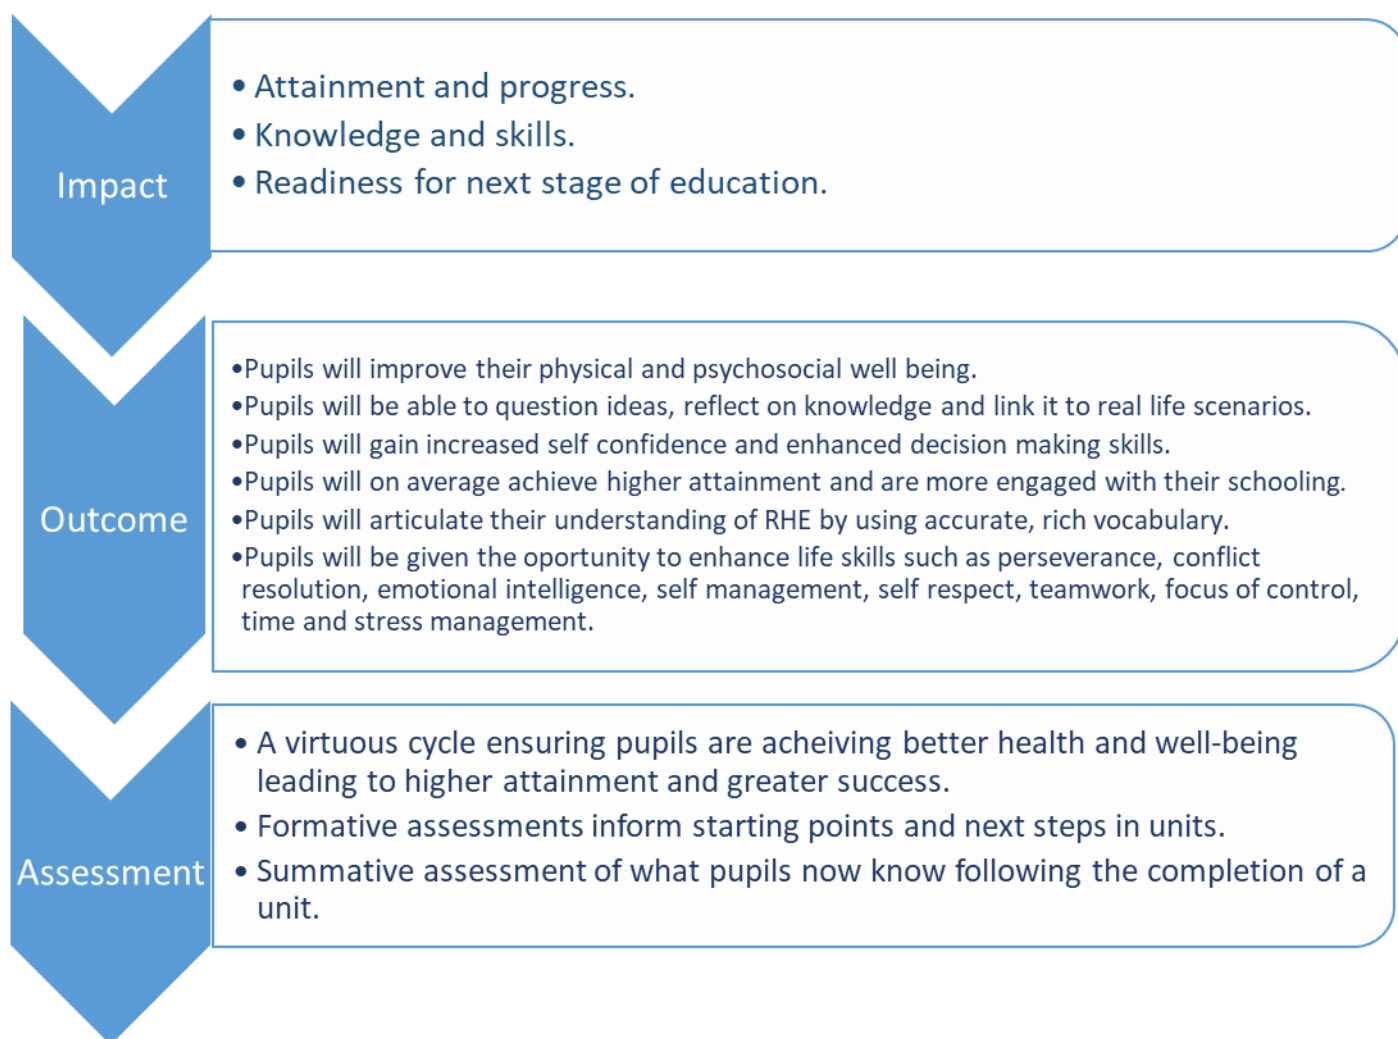 Impact
• Attainment and progress.
• Knowledge and skills.
• Readiness for next stage of education.
Outcome
•Pupils will improve their physical and psychosocial well being.
•Pupils will be able to question ideas, reflect on knowledge and link it to real life scenarios.
•Pupils will gain increased self confidence and enhanced decision making skills.
•Pupils will on average achieve higher attainment and are more engaged with their schooling.
•Pupils will articulate their understanding of RHE by using accurate, rich vocabulary.
•Pupils will be given the oportunity to enhance life skills such as perseverance, conflict
resolution, emotional intelligence, self management, self respect, teamwork, focus of control,
time and stress management.
Assessment
• A virtuous cycle ensuring pupils are acheiving better health and well-being
leading to higher attainment and greater success.
• Formative assessments inform starting points and next steps in units.
• Summative assessment of what pupils now know following the completion of a
unit.